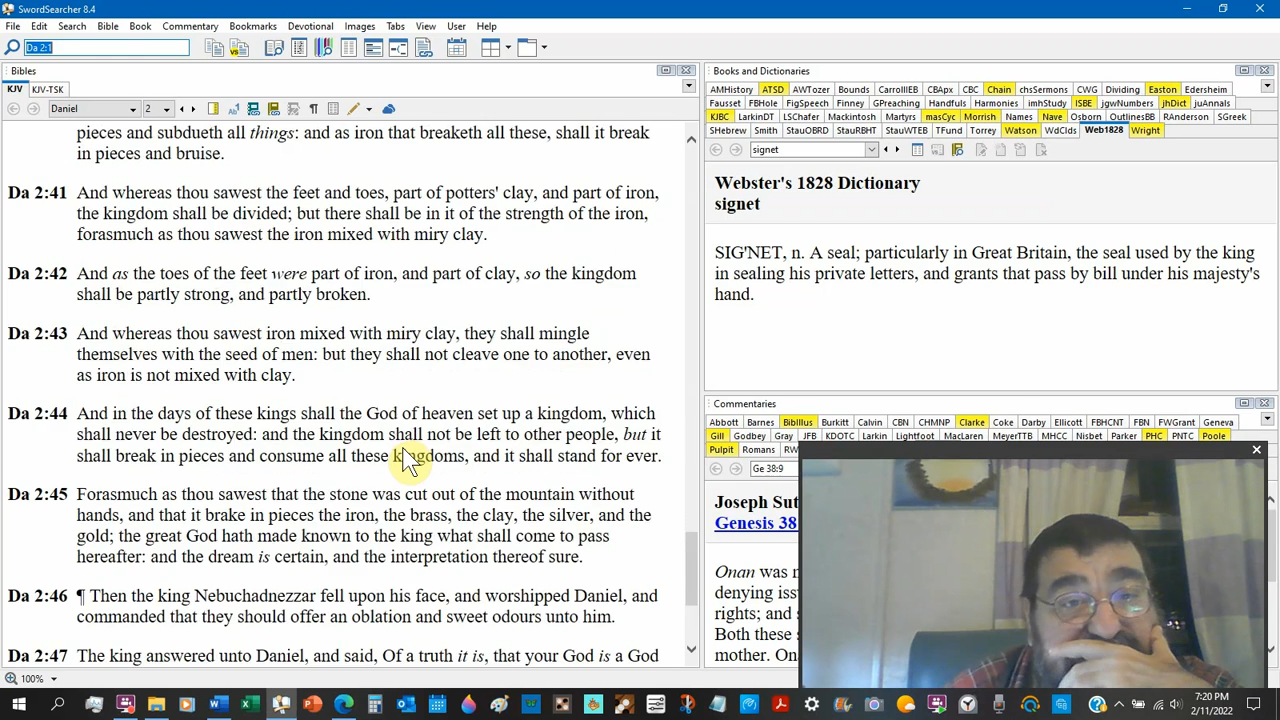 SwordSearcher 8.4
File Edit Search Bible Book Commentary Bookmarks Devotional Images Tabs View User Help
Da 2:1
Bibles
KJV KJV-TSK
Daniel 2
pieces and subdueth all things: and as iron that breaketh all these, shall it break
in pieces and bruise.
Da 2:41 And whereas thou sawest the feet and toes, part of potters' clay, and part of iron,
the kingdom shall be divided; but there shall be in it of the strength of the iron,
forasmuch as thou sawest the iron mixed with miry clay.
Da 2:42 And as the toes of the feet were part of iron, and part of clay, so the kingdom
shall be partly strong, and partly broken.
Da 2:43 And whereas thou sawest iron mixed with miry clay, they shall mingle
themselves with the seed of men: but they shall not cleave one to another, even
as iron is not mixed with clay.
Da 2:44 And in the days of these kings shall the God of heaven set up a kingdom, which
shall never be destroyed: and the kingdom shall not be left to other people, but it
shall break in pieces and consume all these kingdoms, and it shall stand for ever.
Da 2:45 Forasmuch as thou sawest that the stone was cut out of the mountain without
hands, and that it brake in pieces the iron, the brass, the clay, the silver, and the
gold; the great God hath made known to the king what shall come to pass
hereafter: and the dream is certain, and the interpretation thereof sure.
Da 2:46 ¶ Then the king Nebuchadnezzar fell upon his face, and worshipped Daniel, and
commanded that they should offer an oblation and sweet odours unto him.
Da 2:47 The king answered unto Daniel, and said, Of a truth it is, that your God is a God
100%
Books and Dictionaries
AMHistory ATSD AWTozer Bounds CarrollIEB CBApx CBC Chain chsSermons CWG Dividing Easton Edersheim
Fausset FBHole FigSpeech Finney GPreaching Handfuls Harmonies imhStudy ISBE jgwNumbers jhDict juAnnals
KJBC LarkinDT LSChafer Mackintosh Martyrs masCyc Morrish Names Nave Osborn OutlinesBB RAnderson SGreek
SHebrew Smith StauOBRD StauRBHT StauWTEB TFund Torrey Watson WdClds Web1828 Wright
signet
Webster's 1828 Dictionary
signet
SIG'NET, n. A seal; particularly in Great Britain, the seal used by the king
in sealing his private letters, and grants that pass by bill under his majesty's
hand.
Commentaries
Abbott Barnes BibIllus Burkitt Calvin CBN CHMNP Clarke Coke Darby Ellicott FBHC FBN Grant Geneva
Gill Godbey Gray JFB KDOTC Larkin Lightfoot MacLaren MeyerTTB MHCC Nisbet Parker PHC PNTC Poole
Pulpit Romans
Ge 38:9
Joseph Sut
Genesis 38
Onan was
denying
rights; and
Both these
mother. On
7:20 PM
2/11/2022